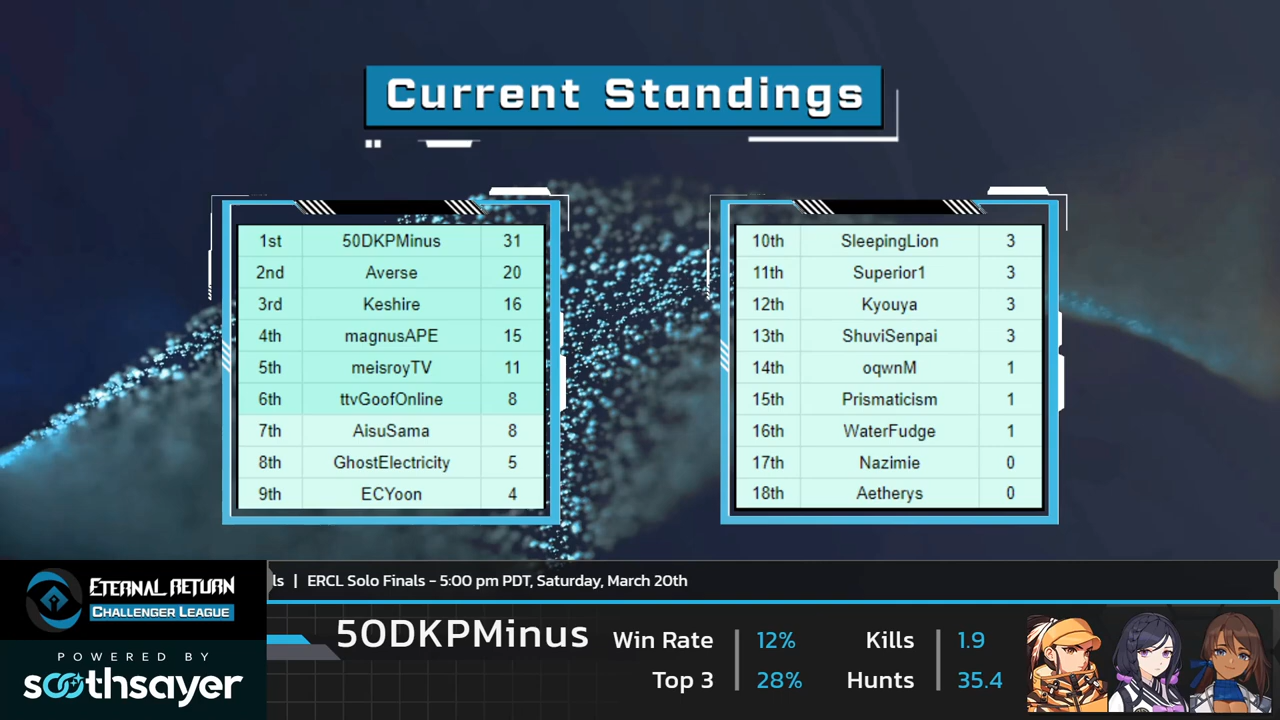 Current Standings
1st 50DKPMinus 31
2nd Averse 20
3rd Keshire 16
4th magnusAPE 15
5th meisroyTV 11
6th ttvGoofOnline 8
7th AisuSama 8
8th GhostElectricity 5
9th ECYoon 4
10th SleepingLion 3
11th Superior1 3
12th Kyouya 3
13th ShuviSenpai 3
14th oqwnM 1
15th Prismaticism 1
16th WaterFudge 1
17th Nazimie 0
18th Aetherys 0
ls | ERCL Solo Finals - 5:00 pm PDT, Saturday, March 20th
ETERNAL RETURN
CHALLENGER LEAGUE
POWERED BY
soothsayer
50DKPMinus
Win Rate 12% Kills 1.9
Top 3 28% Hunts 35.4